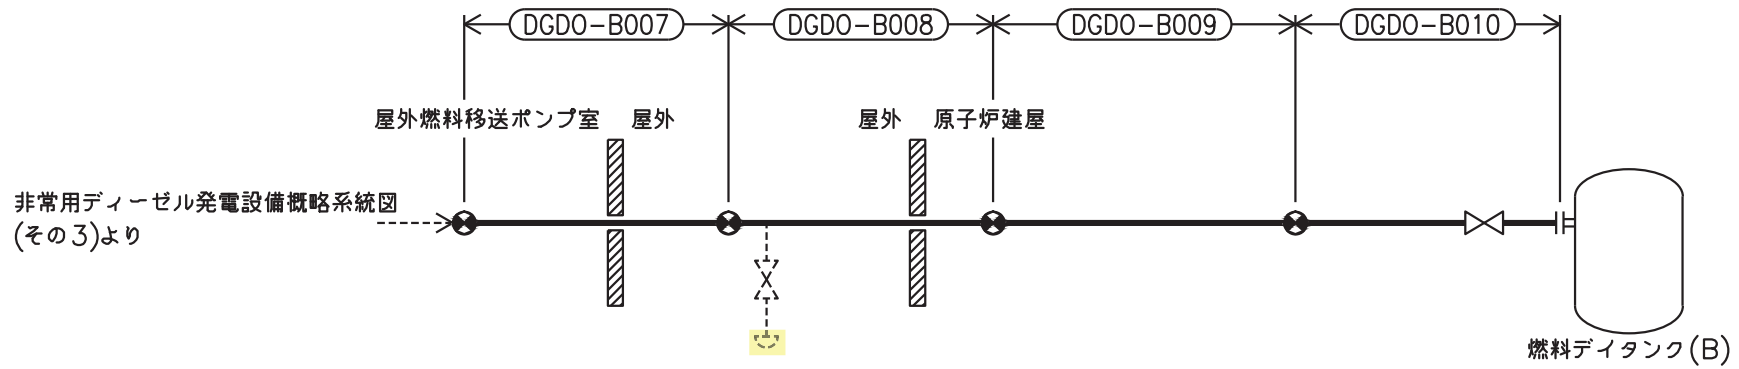 DGDO-B007
DGDO-B008
DGDO-B009
DGDO-B010
屋外燃料移送ポンプ室
屋外
屋外
原子炉建屋
非常用ディーゼル発電設備概略系統図
(その3)より
燃料デイタンク(B)